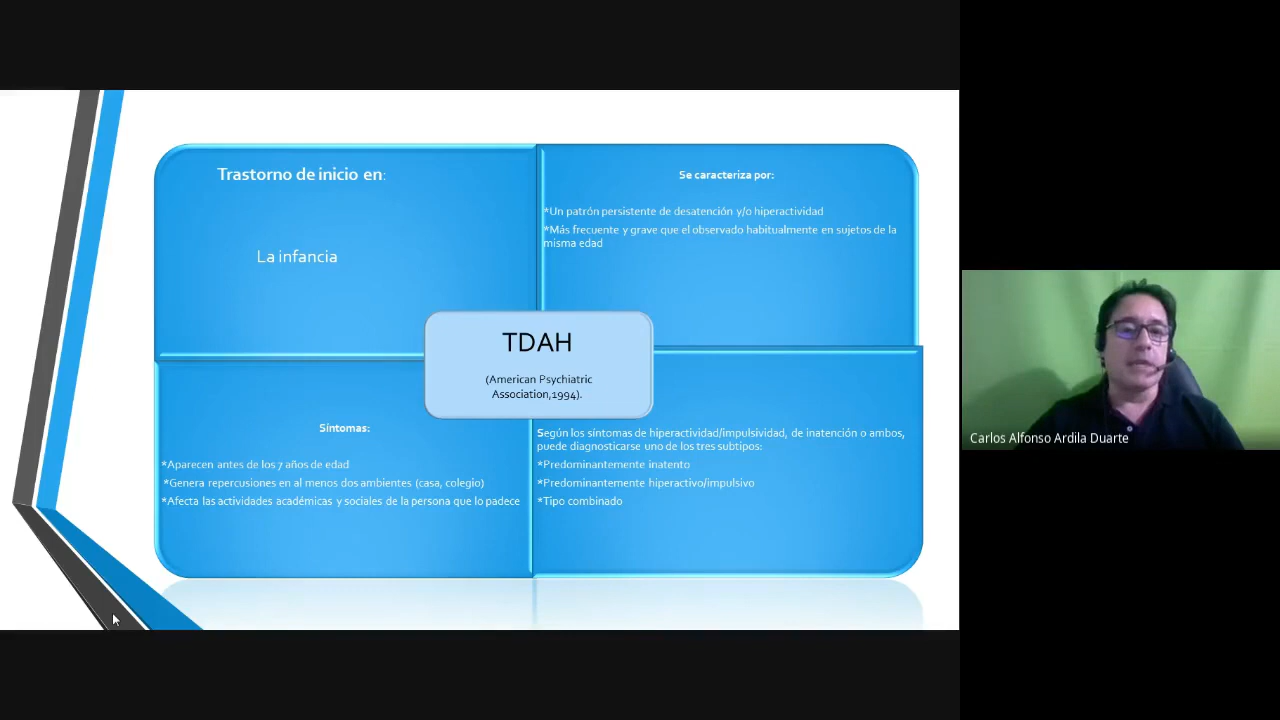 Trastorno de inicio en:
La infancia
Se caracteriza por:
*Un patrón persistente de desatención y/o hiperactividad
*Más frecuente y grave que el observado habitualmente en sujetos de la
misma edad
TDAH
(American Psychiatric
Association,1994).
Síntomas:
*Aparecen antes de los 7 años de edad
*Genera repercusiones en al menos dos ambientes (casa, colegio)
*Afecta las actividades académicas y sociales de la persona que lo padece
Según los síntomas de hiperactividad/impulsividad, de inatención o ambos,
puede diagnosticarse uno de los tres subtipos:
*Predominantemente inatento
*Predominantemente hiperactivo/impulsivo
*Tipo combinado
Carlos Alfonso Ardila Duarte